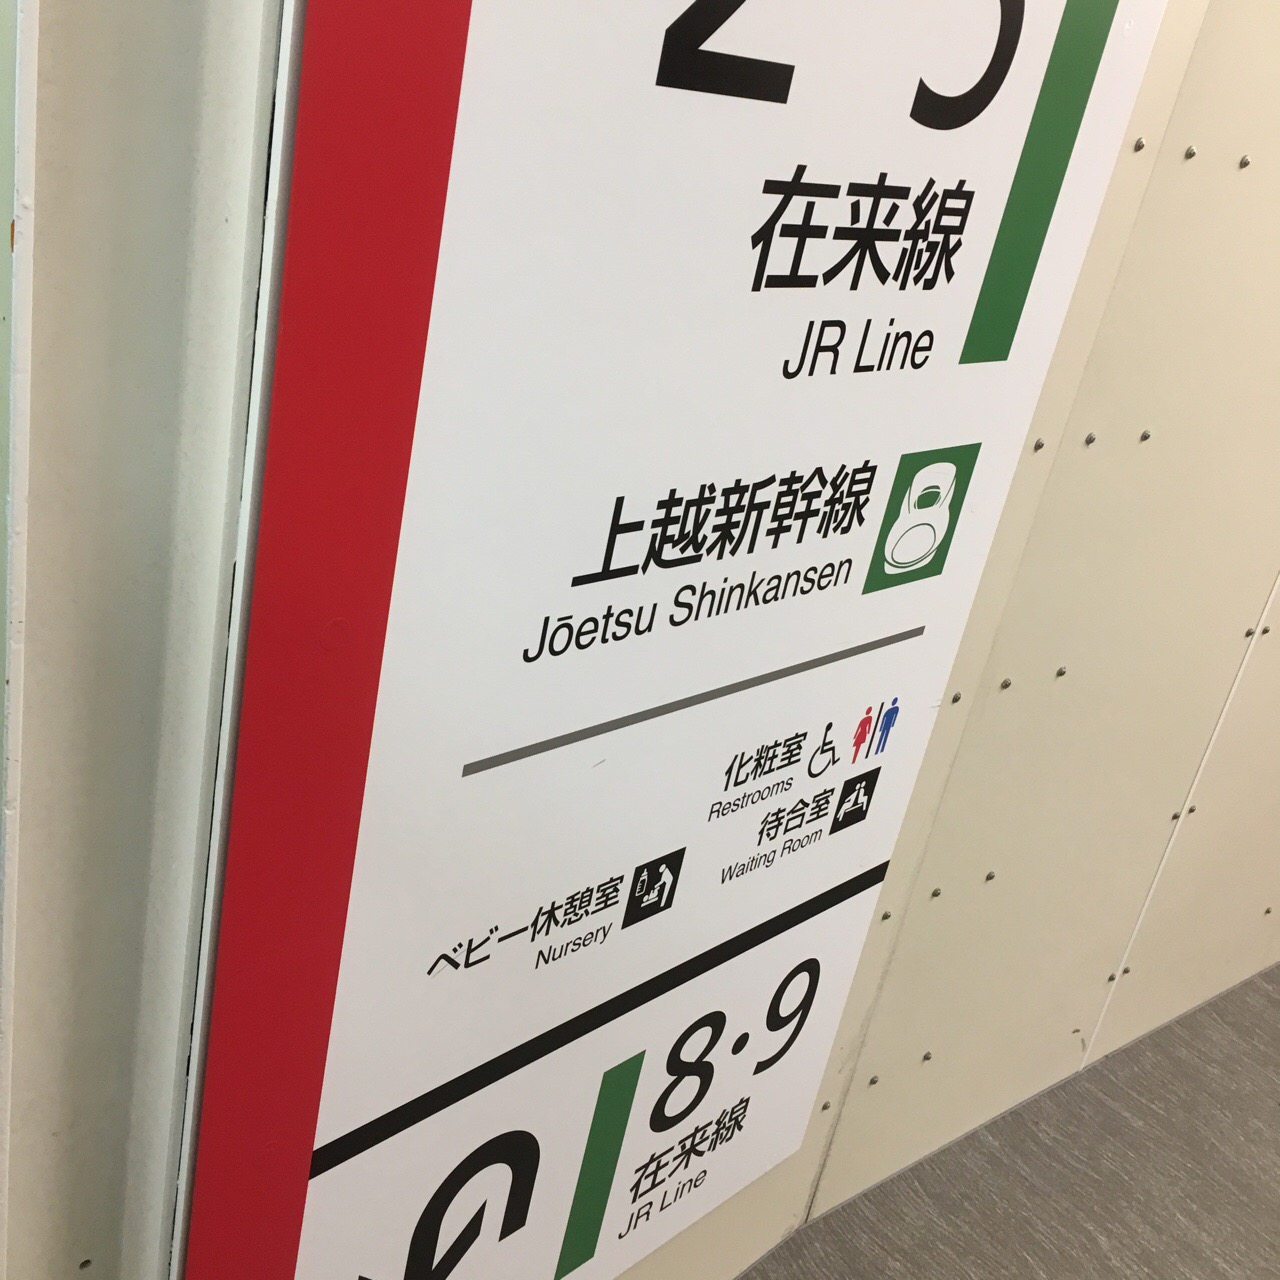 在来線
JR Line
上越新幹線
Jōetsu Shinkansen
化粧室
Restrooms
待合室
Waiting Room
ベビー休憩室
Nursery
8・9
在来線
JR Line